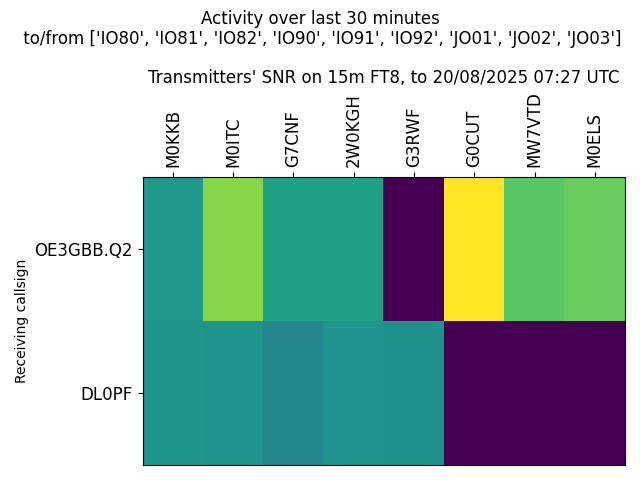 Activity over last 30 minutes
to/from ['IO80', 'IO81', 'IO82', 'IO90', 'IO91', 'IO92', 'JO01', 'JO02', 'JO03']
Transmitters' SNR on 15m FT8, to 20/08/2025 07:27 UTC
M0KKB
M0ITC
G7CNF
2W0KGH
G3RWF
G0CUT
MW7VTD
M0ELS
OE3GBB.Q2
DL0PF
Receiving callsign